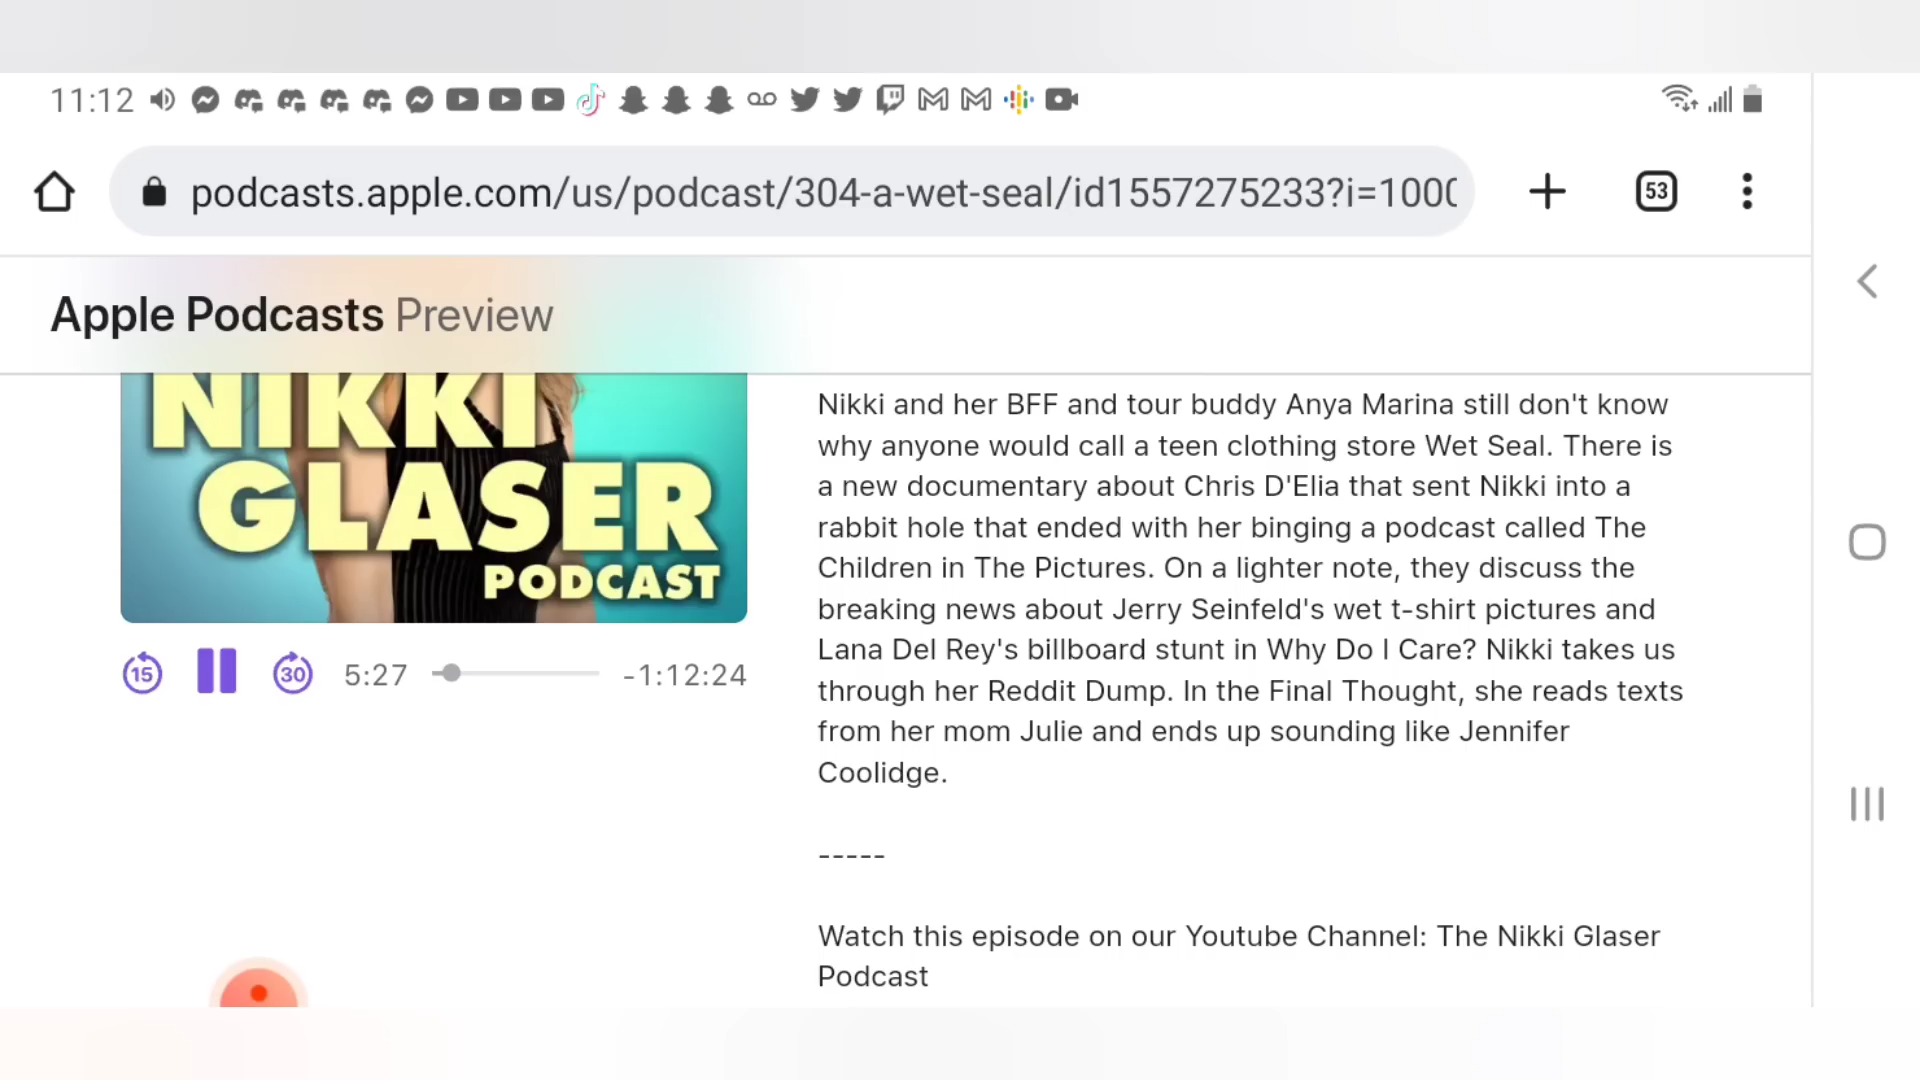 11:12
podcasts.apple.com/us/podcast/304-a-wet-seal/id1557275233?i=100
53
Apple Podcasts Preview
NIKKI
GLASER
PODCAST
15
30
5:27
-1:12:24
Nikki and her BFF and tour buddy Anya Marina still don't know
why anyone would call a teen clothing store Wet Seal. There is
a new documentary about Chris D'Elia that sent Nikki into a
rabbit hole that ended with her binging a podcast called The
Children in The Pictures. On a lighter note, they discuss the
breaking news about Jerry Seinfeld's wet t-shirt pictures and
Lana Del Rey's billboard stunt in Why Do I Care? Nikki takes us
through her Reddit Dump. In the Final Thought, she reads texts
from her mom Julie and ends up sounding like Jennifer
Coolidge.
-----
Watch this episode on our Youtube Channel: The Nikki Glaser
Podcast